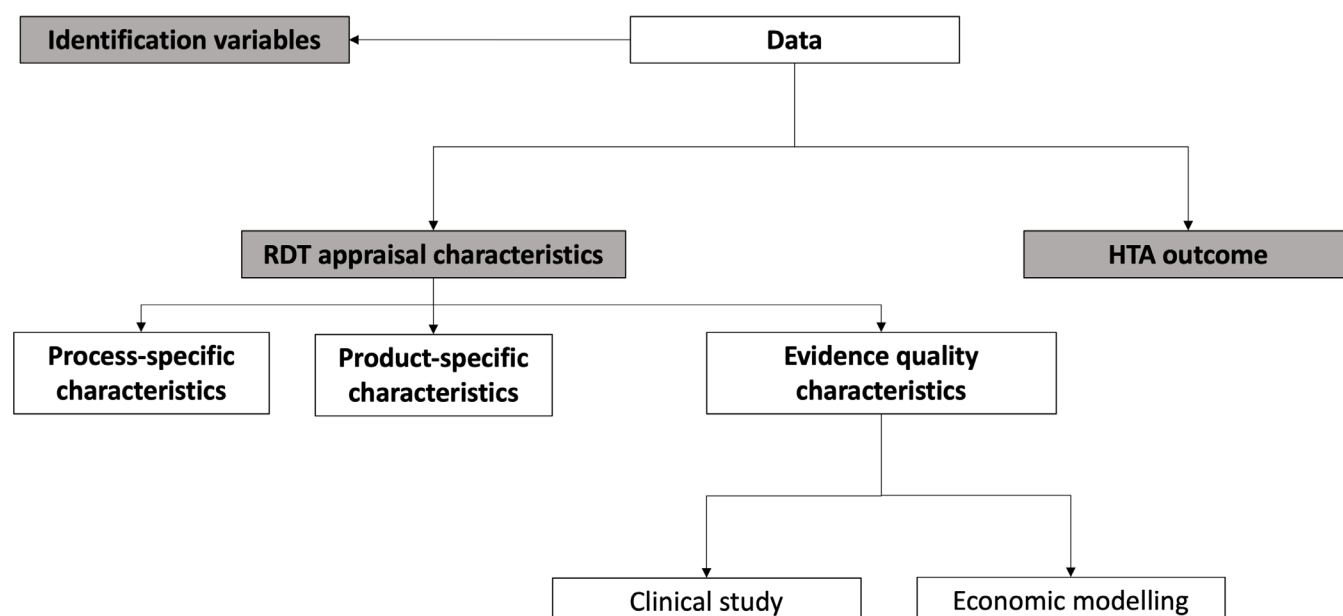 Identification variables
Data
RDT appraisal characteristics
HTA outcome
Process-specific
characteristics
Product-specific
characteristics
Evidence quality
characteristics
Clinical study
Economic modelling